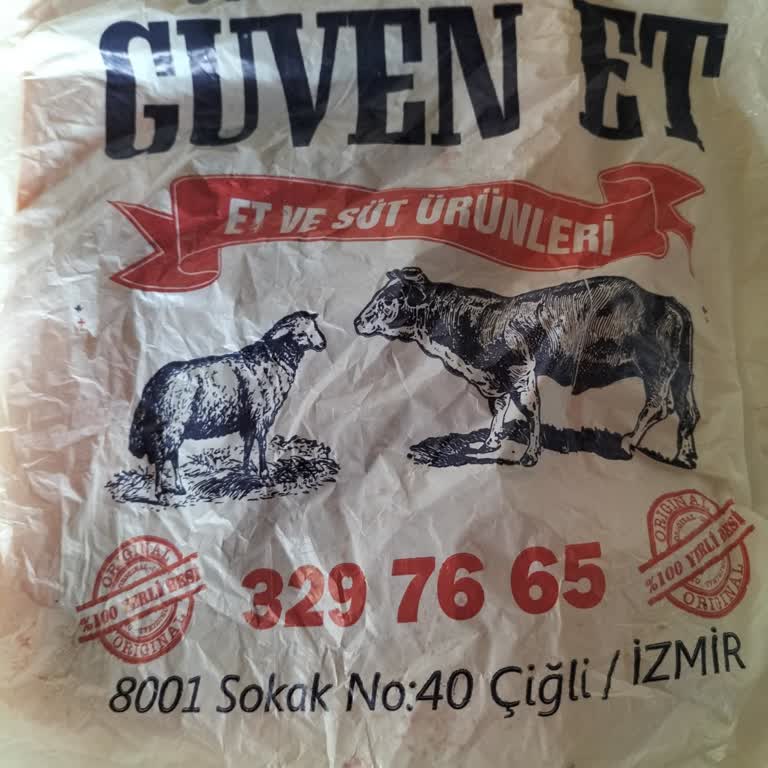 GÜVEN ET
ET VE SÜT ÜRÜNLERİ
ORIGINAL
%100 YERLİ BESİ
ORIGINAL
ORIGINAL
%100 YERLİ BESİ
ORIGINAL
329 76 65
8001 Sokak No:40 Çiğli / İZMİR